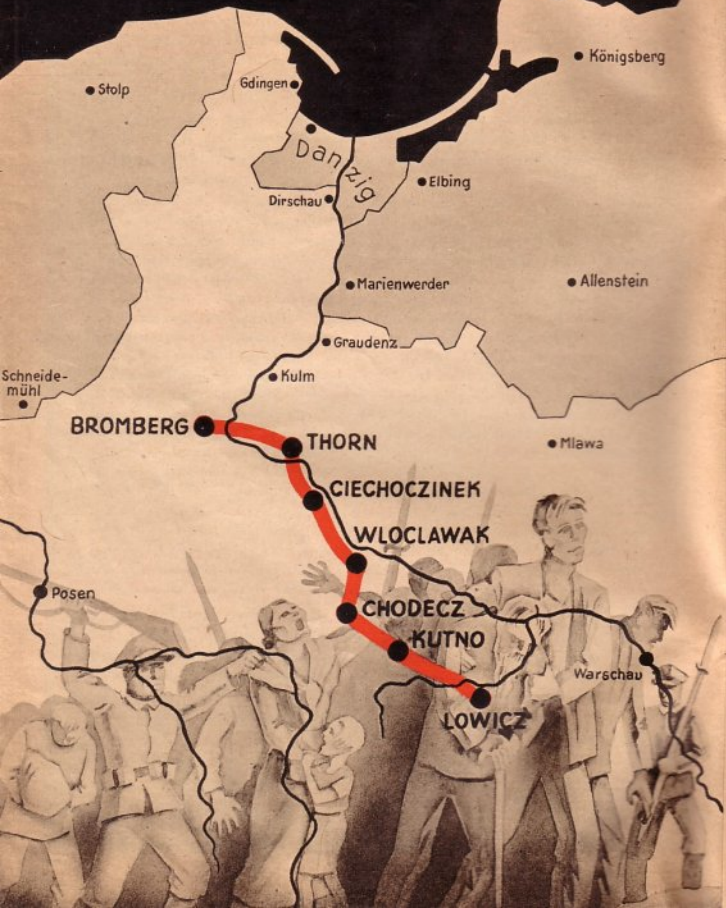 Königsberg
Stolp
Gdingen
Danzig
Elbing
Dirschau
Marienwerder
Allenstein
Graudenz
Schneide-
mühl
Kulm
BROMBERG
THORN
Mlawa
CIECHOCZINEK
WLOCLAWAK
Posen
CHODECZ
KUTNO
Warschau
LOWICZ